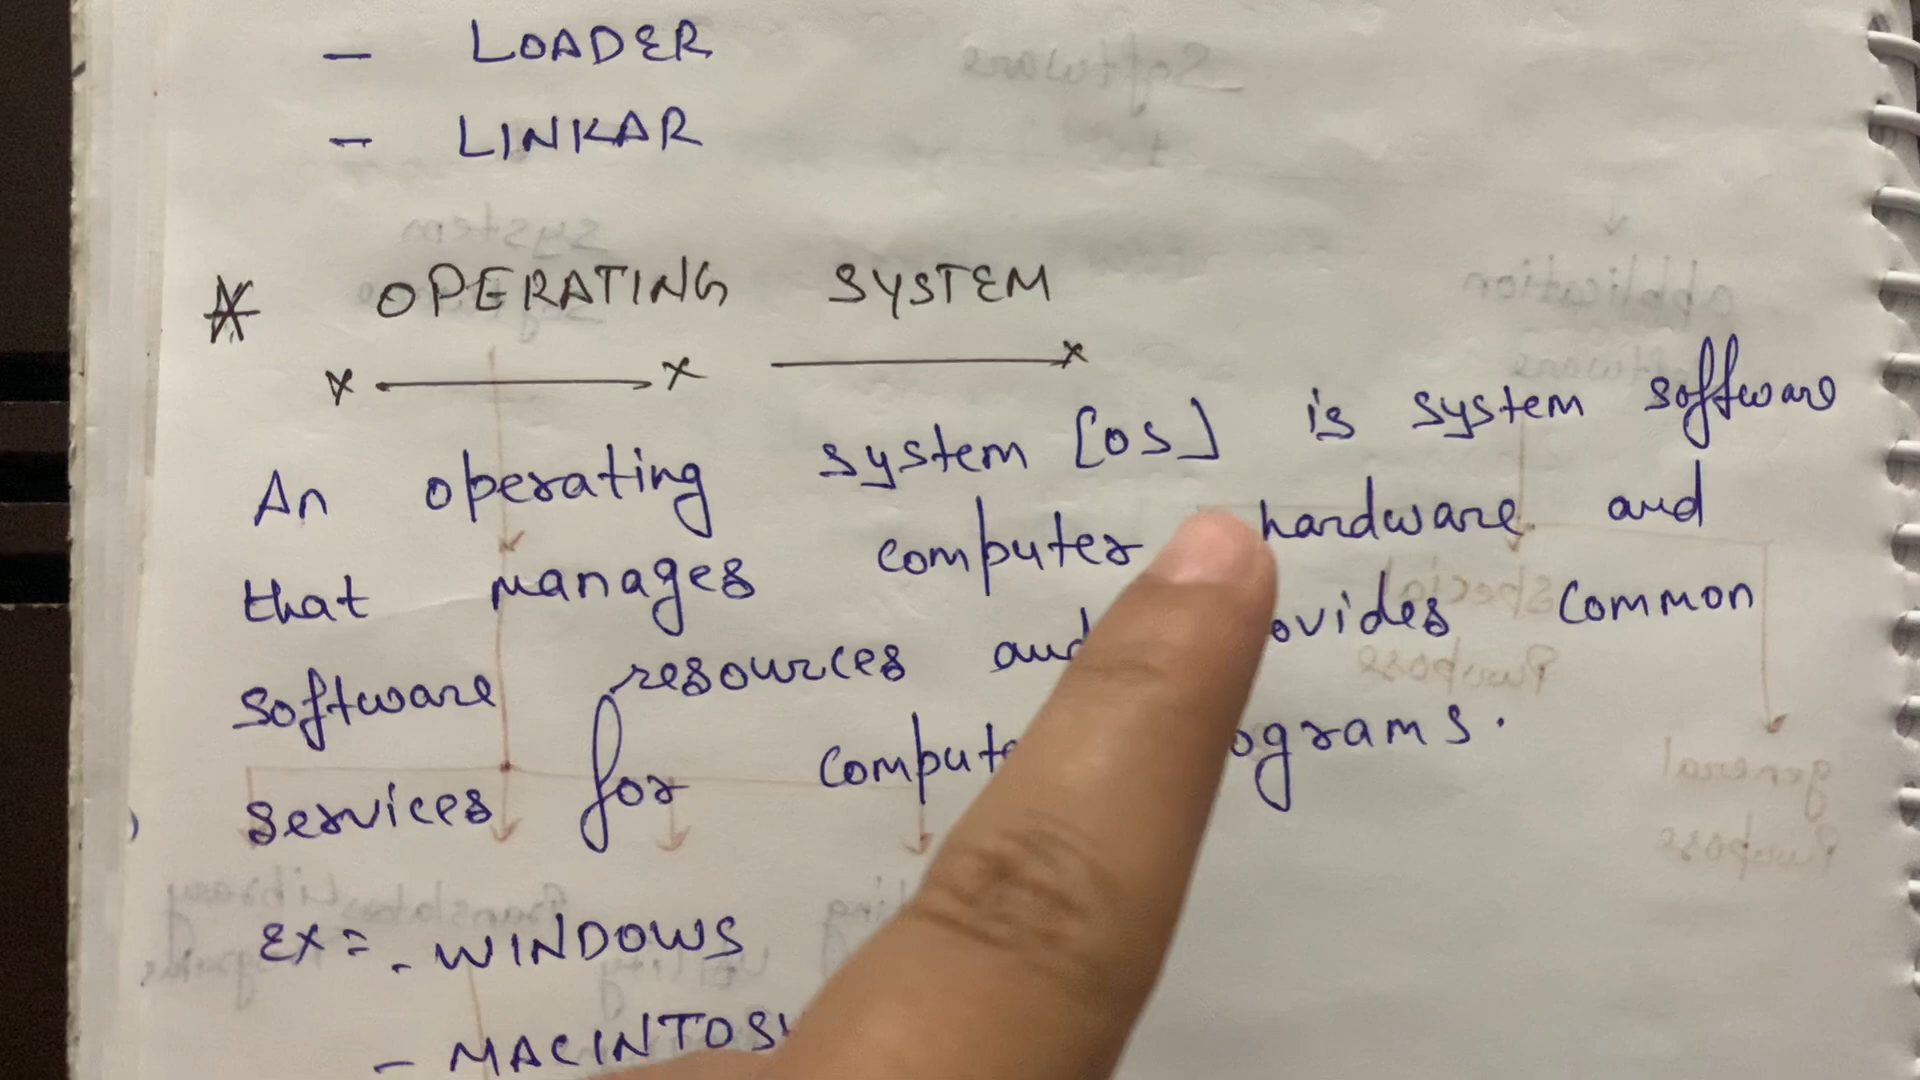 - LOADER
- LINKAR
* OPERATING SYSTEM
An operating system [OS] is system software
that manages computer hardware and
software resources and provides common
services for computer programs.
EX = - WINDOWS
- MACINTOSH